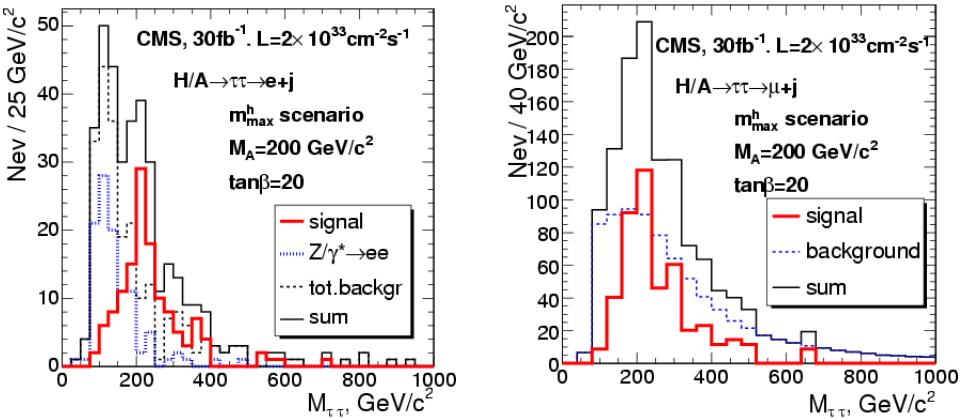 Nev / 25 GeV/c²
50
40
30
20
10
0
CMS, 30fb⁻¹. L=2×10³³cm⁻²s⁻¹
H/A→ττ→e+j
mʰmax scenario
M_A=200 GeV/c²
tanβ=20
signal
Z/γ*→ee
tot.backgr
sum
0 200 400 600 800 1000
M_ττ, GeV/c²
Nev / 40 GeV/c²
200
180
160
140
120
100
80
60
40
20
0
CMS, 30fb⁻¹. L=2×10³³cm⁻²s⁻¹
H/A→ττ→μ+j
mʰmax scenario
M_A=200 GeV/c²
tanβ=20
signal
background
sum
0 200 400 600 800 1000
M_ττ, GeV/c²